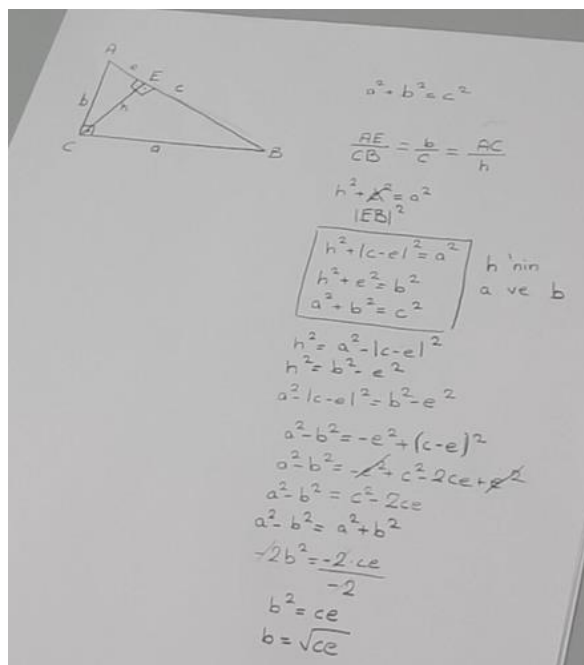 A
e
E
c
b
h
C
a
B
a² + b² = c²
AE/CB = b/c = AC/h
h² + = a²
|EB|²
h² + |c-e|² = a²
h² + e² = b²
a² + b² = c²
h'nin
a ve b
h² = a² - |c-e|²
h² = b² - e²
a² - |c-e|² = b² - e²
a² - b² = -e² + (c-e)²
a² - b² = -e² + c² - 2ce + e²
a² - b² = c² - 2ce
a² - b² = a² + b²
-2b² = -2·ce/-2
b² = ce
b = √ce